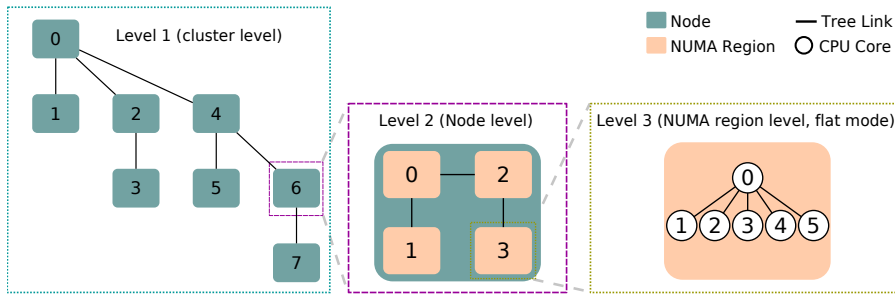 Level 1 (cluster level)
0
1
2
4
3
5
6
7
Level 2 (Node level)
0
2
1
3
Node
Tree Link
NUMA Region
CPU Core
Level 3 (NUMA region level, flat mode)
0
1
2
3
4
5